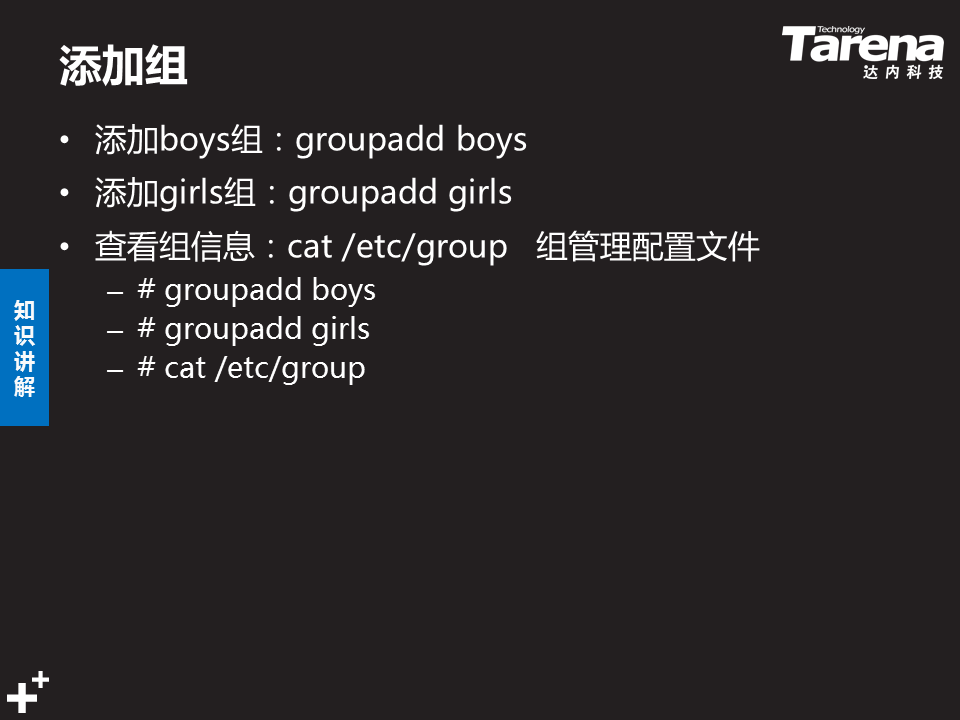 添加组
Technology
Tarena
达内科技
• 添加boys组：groupadd boys
• 添加girls组：groupadd girls
• 查看组信息：cat /etc/group 组管理配置文件
– # groupadd boys
– # groupadd girls
– # cat /etc/group
知识讲解